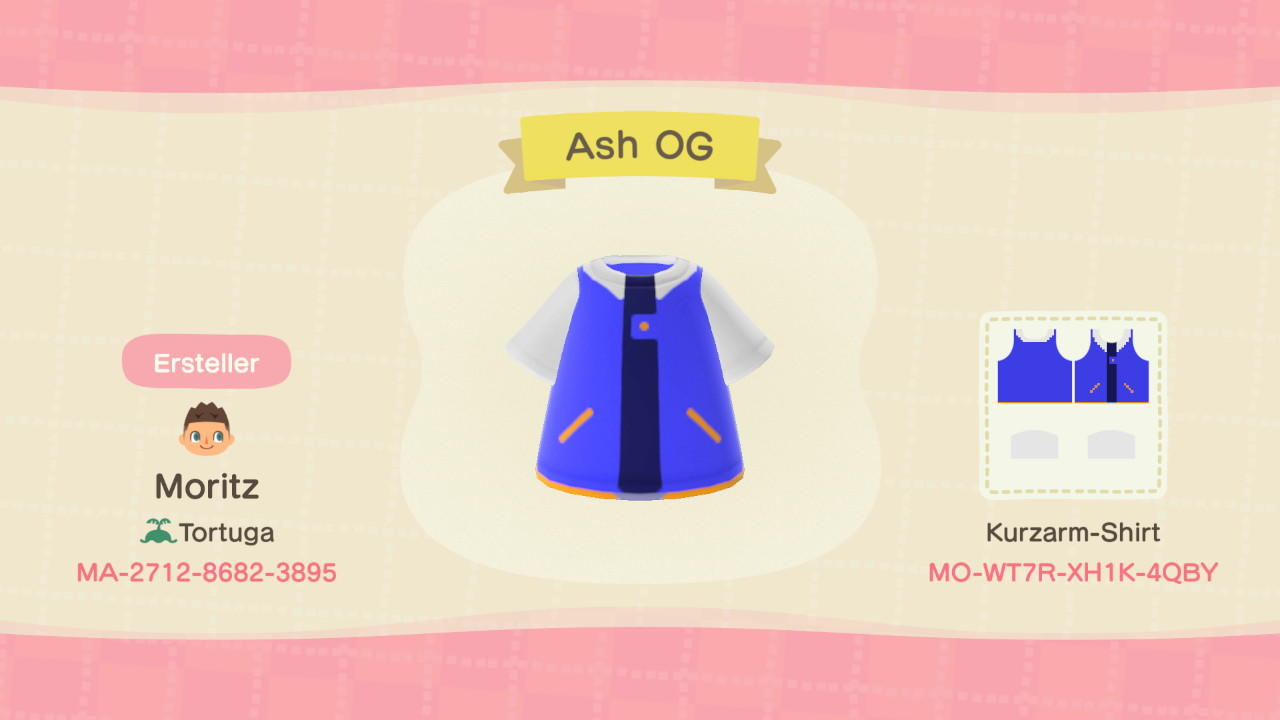 Ash OG
Ersteller
Moritz
Tortuga
MA-2712-8682-3895
Kurzarm-Shirt
MO-WT7R-XH1K-4QBY